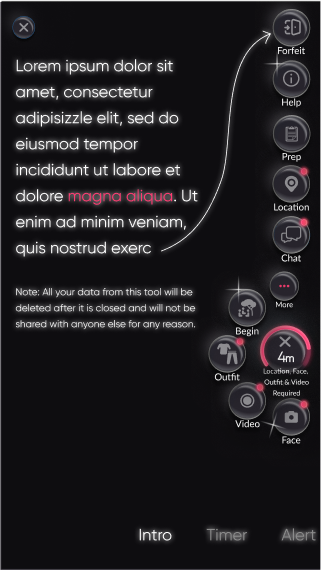 Forfeit
Lorem ipsum dolor sit
amet, consectetur
adipisizzle elit, sed do
eiusmod tempor
incididunt ut labore et
dolore magna aliqua. Ut
enim ad minim veniam,
quis nostrud exerc
Help
Prep
Location
Chat
Note: All your data from this tool will be
deleted after it is closed and will not be
shared with anyone else for any reason.
More
Begin
4m
Location, Face,
Outfit & Video
Required
Outfit
Video
Face
Intro
Timer
Alert